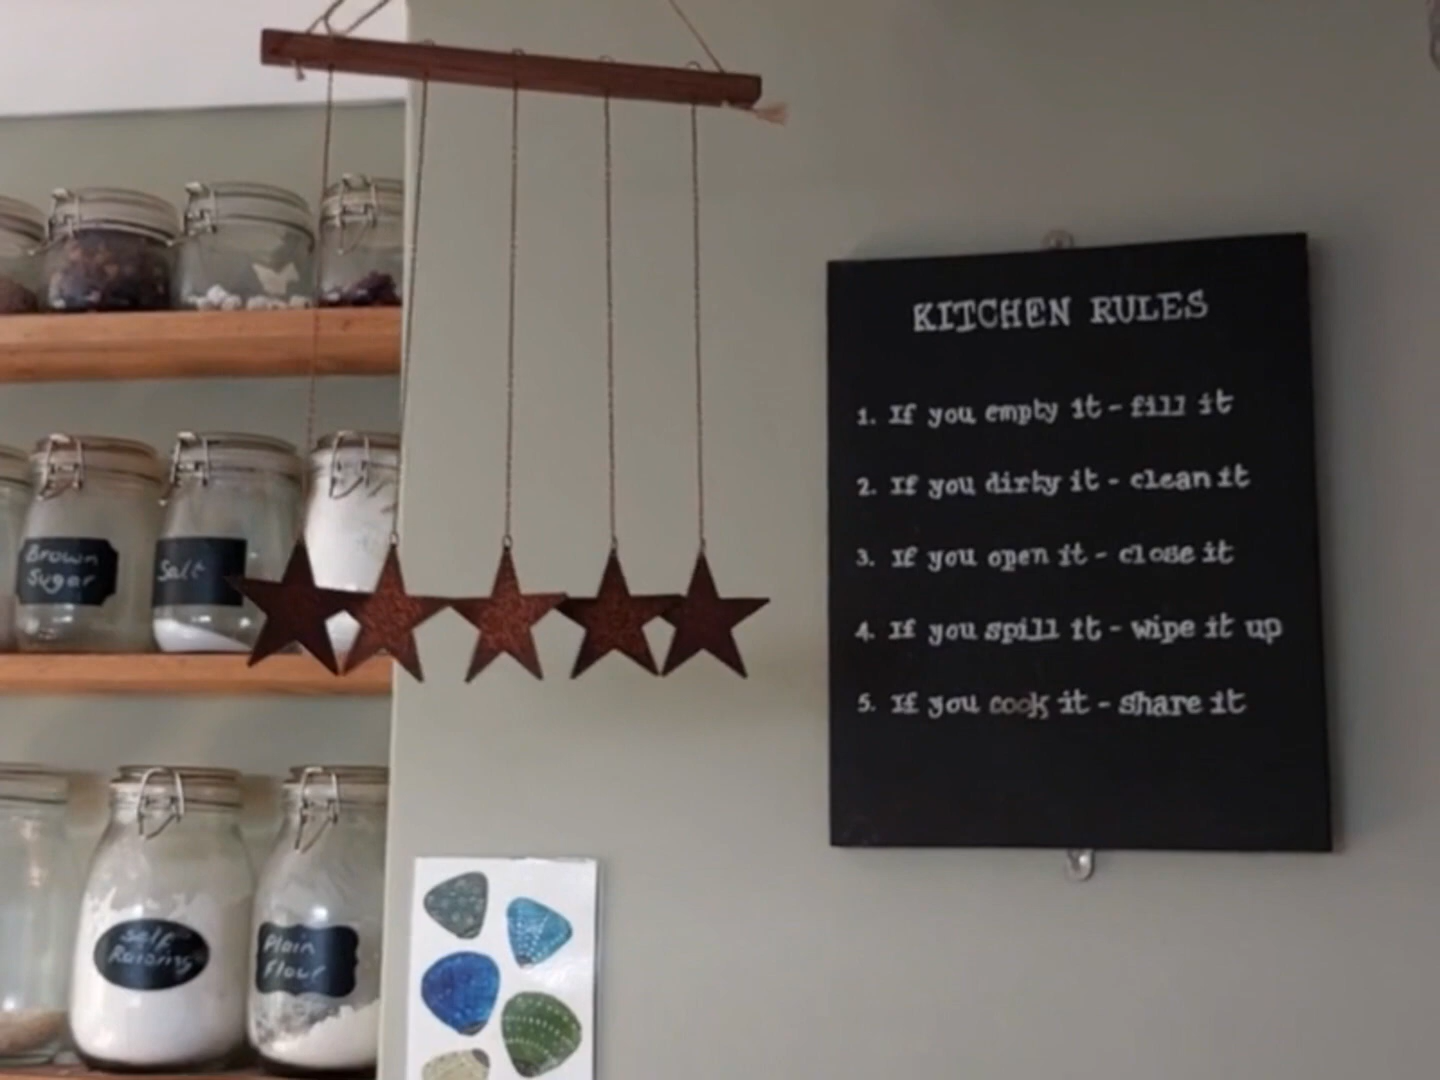 KITCHEN RULES
1. If you empty it - fill it
2. If you dirty it - clean it
3. If you open it - close it
4. If you spill it - wipe it up
5. If you cook it - share it
Brown
Sugar
Salt
Self
Raising
Plain
Flour